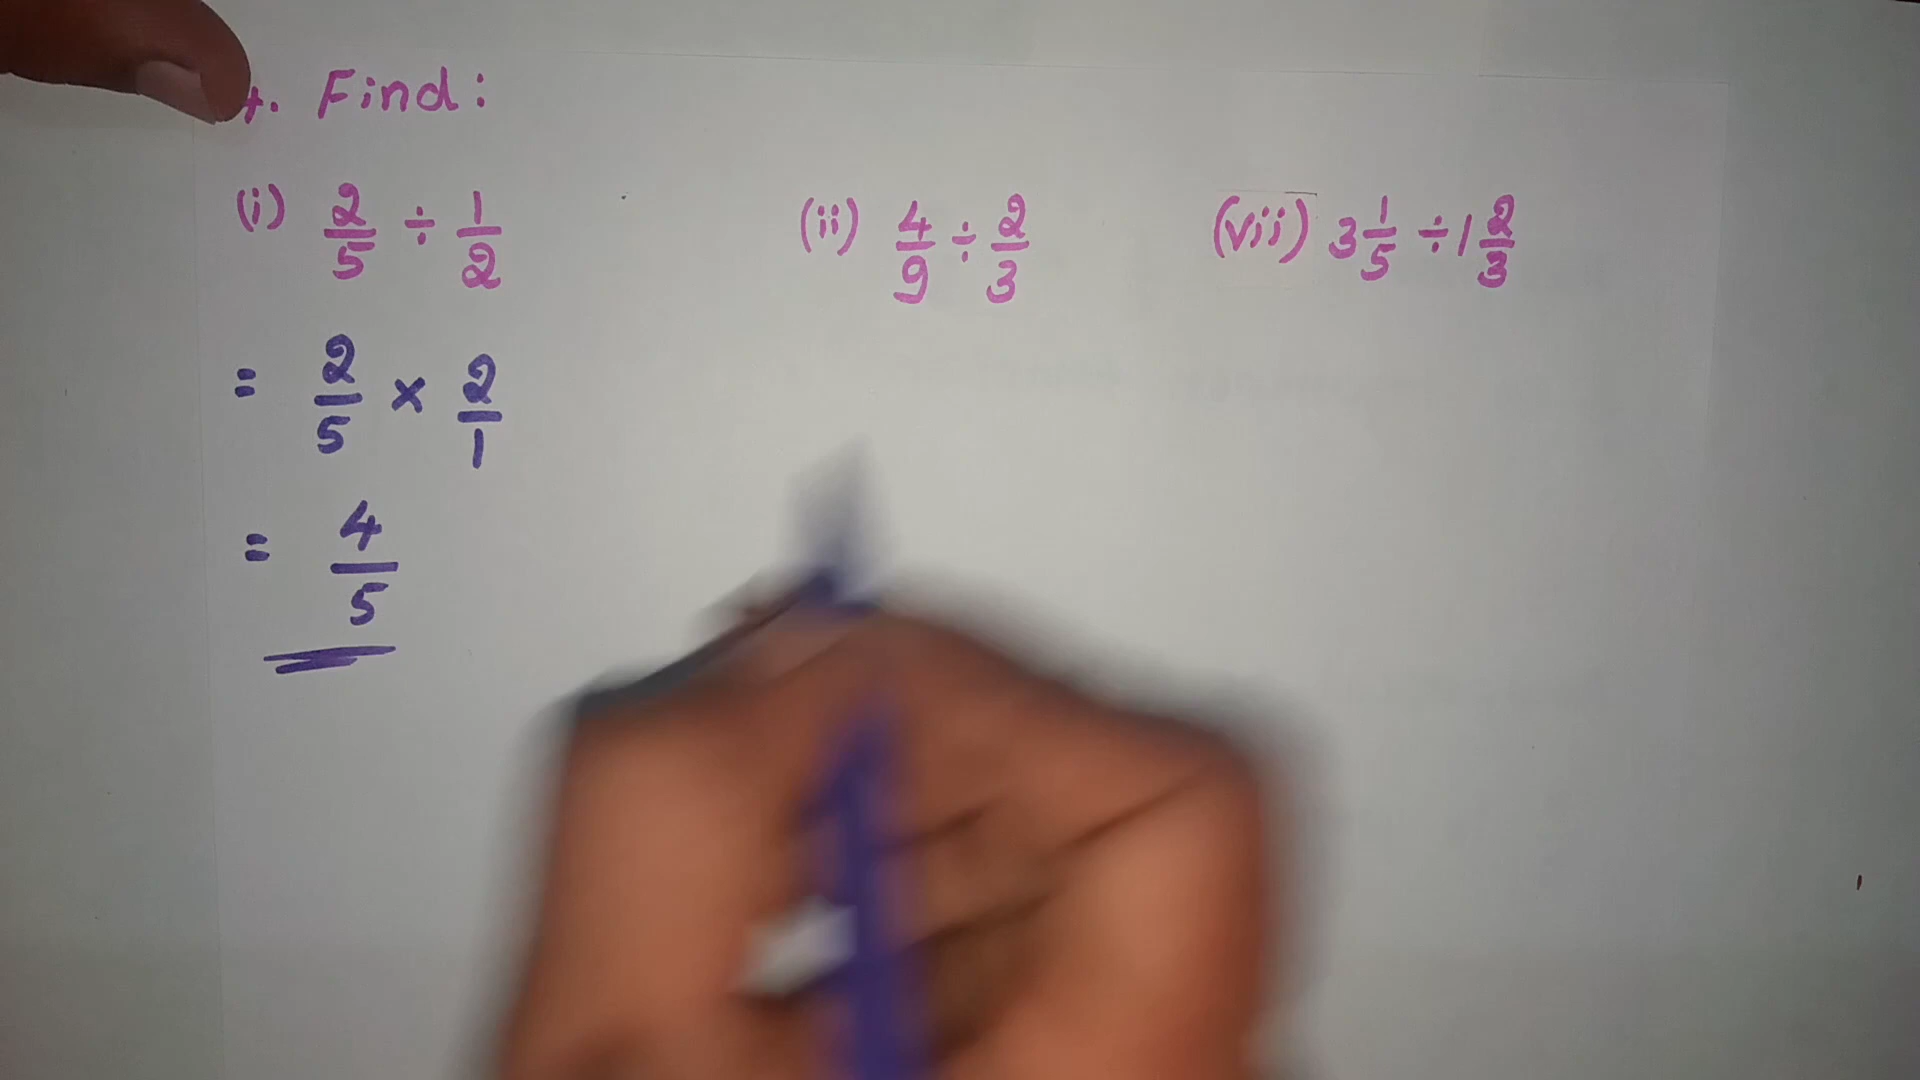 4. Find:
(i) 2/5 ÷ 1/2 (ii) 4/9 ÷ 2/3 (vii) 3 1/5 ÷ 1 2/3
= 2/5 × 2/1
= 4/5